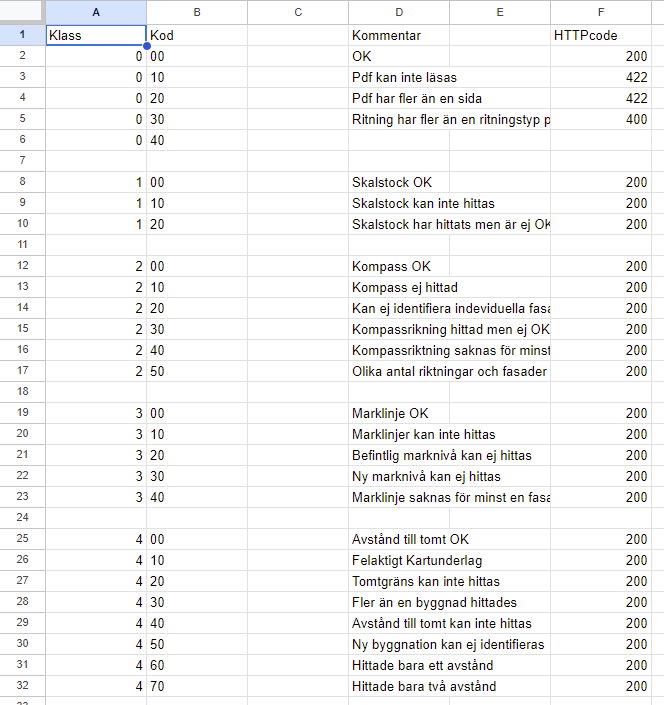 A B C D E F
1 Klass Kod Kommentar HTTPcode
2 0 00 OK 200
3 0 10 Pdf kan inte läsas 422
4 0 20 Pdf har fler än en sida 422
5 0 30 Ritning har fler än en ritningstyp p 400
6 0 40
7
8 1 00 Skalstock OK 200
9 1 10 Skalstock kan inte hittas 200
10 1 20 Skalstock har hittats men är ej OK 200
11
12 2 00 Kompass OK 200
13 2 10 Kompass ej hittad 200
14 2 20 Kan ej identifiera indeviduella fasa 200
15 2 30 Kompassrikning hittad men ej OK 200
16 2 40 Kompassriktning saknas för minst 200
17 2 50 Olika antal riktningar och fasader 200
18
19 3 00 Marklinje OK 200
20 3 10 Marklinjer kan inte hittas 200
21 3 20 Befintlig marknivå kan ej hittas 200
22 3 30 Ny marknivå kan ej hittas 200
23 3 40 Marklinje saknas för minst en fasa 200
24
25 4 00 Avstånd till tomt OK 200
26 4 10 Felaktigt Kartunderlag 200
27 4 20 Tomtgräns kan inte hittas 200
28 4 30 Fler än en byggnad hittades 200
29 4 40 Avstånd till tomt kan inte hittas 200
30 4 50 Ny byggnation kan ej identifieras 200
31 4 60 Hittade bara ett avstånd 200
32 4 70 Hittade bara två avstånd 200